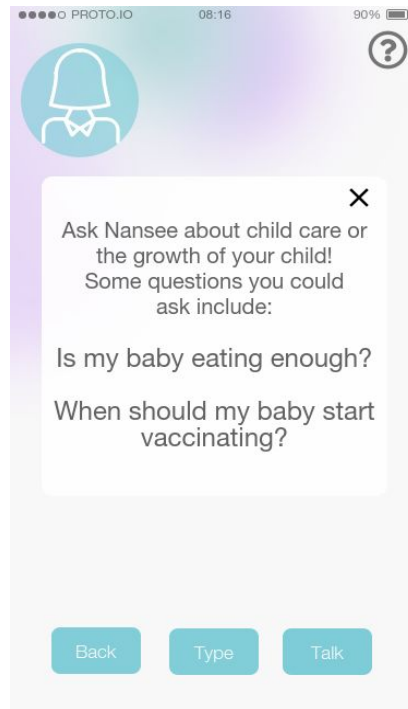 PROTO.IO 08:16 90%
?
Ask Nansee about child care or
the growth of your child!
Some questions you could
ask include:
Is my baby eating enough?
When should my baby start
vaccinating?
Back Type Talk